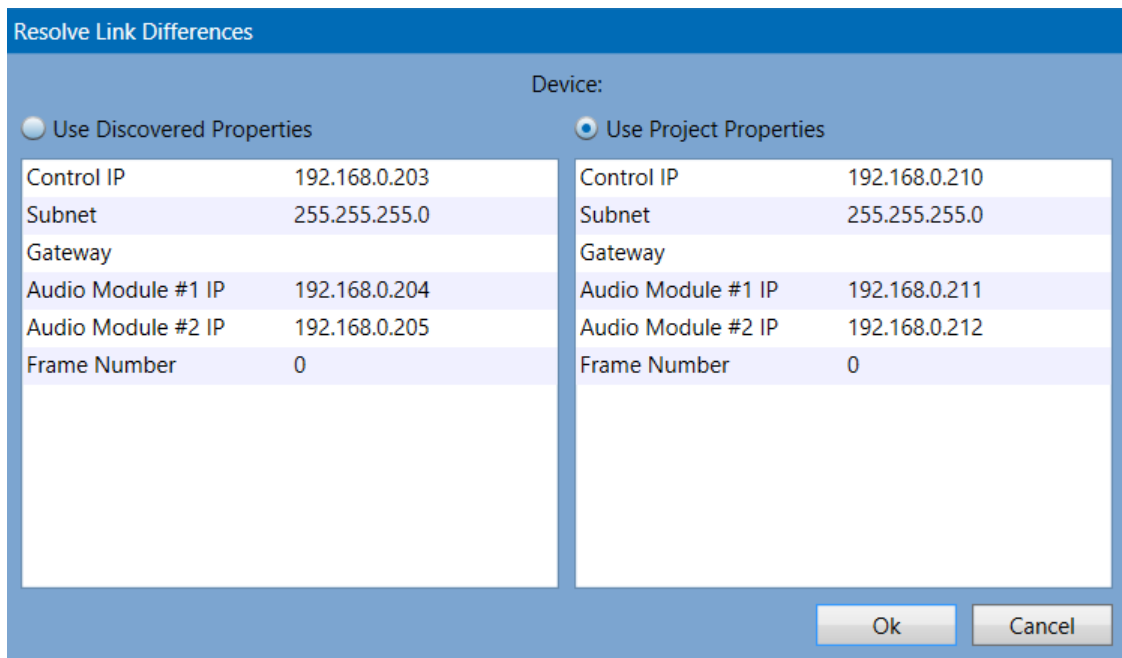 Resolve Link Differences
Device:
Use Discovered Properties
Control IP 192.168.0.203
Subnet 255.255.255.0
Gateway
Audio Module #1 IP 192.168.0.204
Audio Module #2 IP 192.168.0.205
Frame Number 0
Use Project Properties
Control IP 192.168.0.210
Subnet 255.255.255.0
Gateway
Audio Module #1 IP 192.168.0.211
Audio Module #2 IP 192.168.0.212
Frame Number 0
Ok Cancel